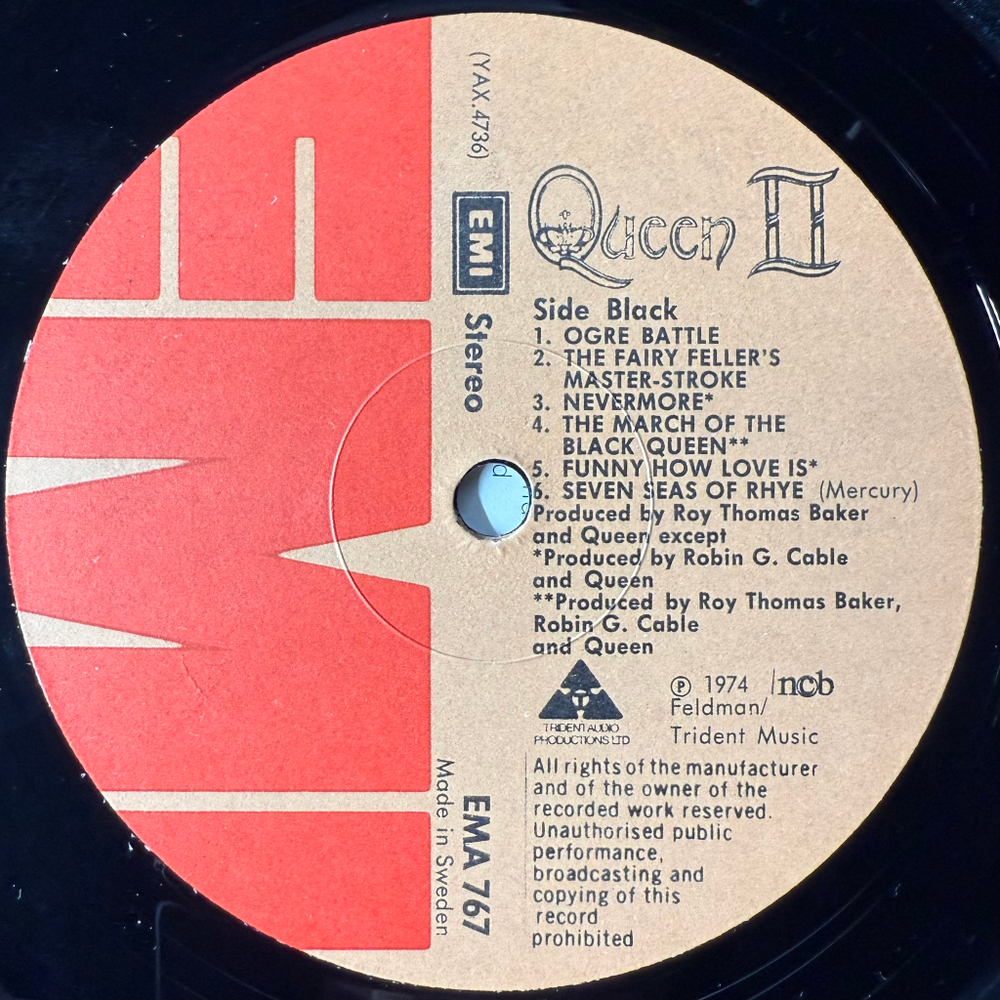 (YAX.4736)
EMI
Stereo
Queen II
Side Black
1. OGRE BATTLE
2. THE FAIRY FELLER'S
MASTER-STROKE
3. NEVERMORE*
4. THE MARCH OF THE
BLACK QUEEN**
5. FUNNY HOW LOVE IS*
6. SEVEN SEAS OF RHYE (Mercury)
Produced by Roy Thomas Baker
and Queen except
*Produced by Robin G. Cable
and Queen
**Produced by Roy Thomas Baker,
Robin G. Cable
and Queen
TRIDENT AUDIO
PRODUCTIONS LTD
℗ 1974 ncb
Feldman/
Trident Music
All rights of the manufacturer
and of the owner of the
recorded work reserved.
Unauthorised public
performance,
broadcasting and
copying of this
record
prohibited
EMA 767
Made in Sweden
EMI